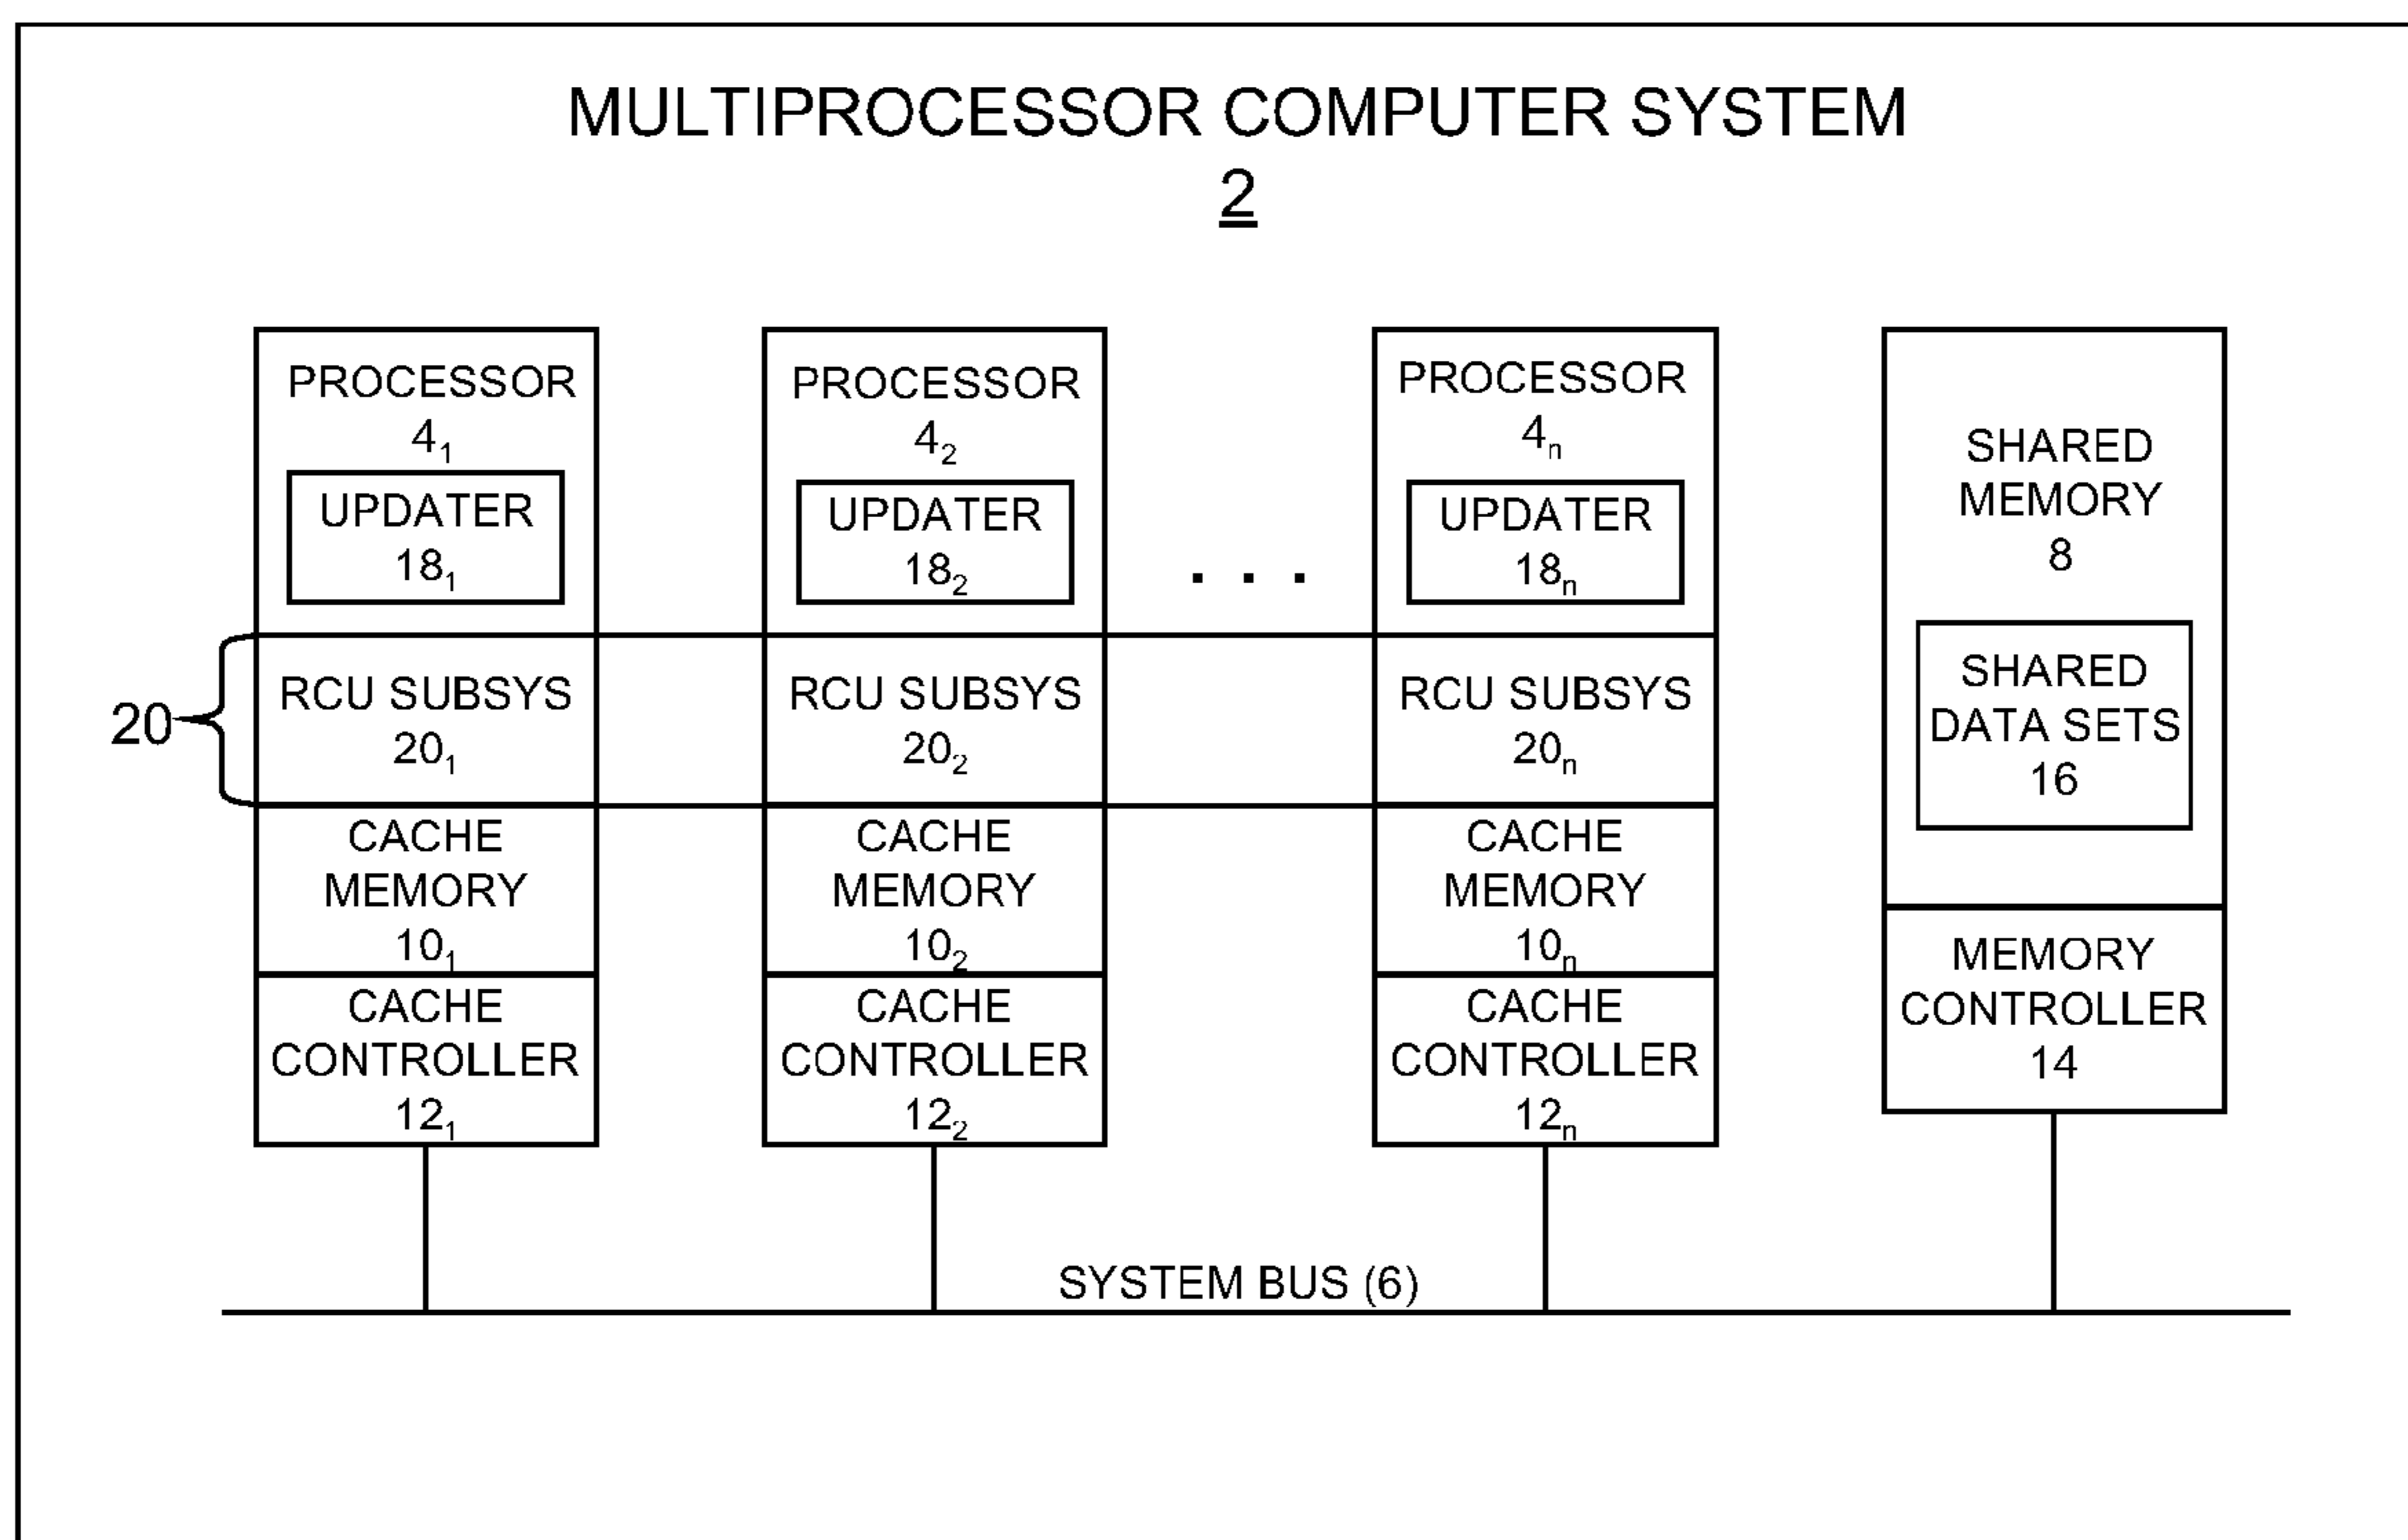 MULTIPROCESSOR COMPUTER SYSTEM
2
PROCESSOR
4₁
UPDATER
18₁
RCU SUBSYS
20₁
CACHE
MEMORY
10₁
CACHE
CONTROLLER
12₁
PROCESSOR
4₂
UPDATER
18₂
RCU SUBSYS
20₂
CACHE
MEMORY
10₂
CACHE
CONTROLLER
12₂
. . .
PROCESSOR
4ₙ
UPDATER
18ₙ
RCU SUBSYS
20ₙ
CACHE
MEMORY
10ₙ
CACHE
CONTROLLER
12ₙ
SHARED
MEMORY
8
SHARED
DATA SETS
16
MEMORY
CONTROLLER
14
20
SYSTEM BUS (6)